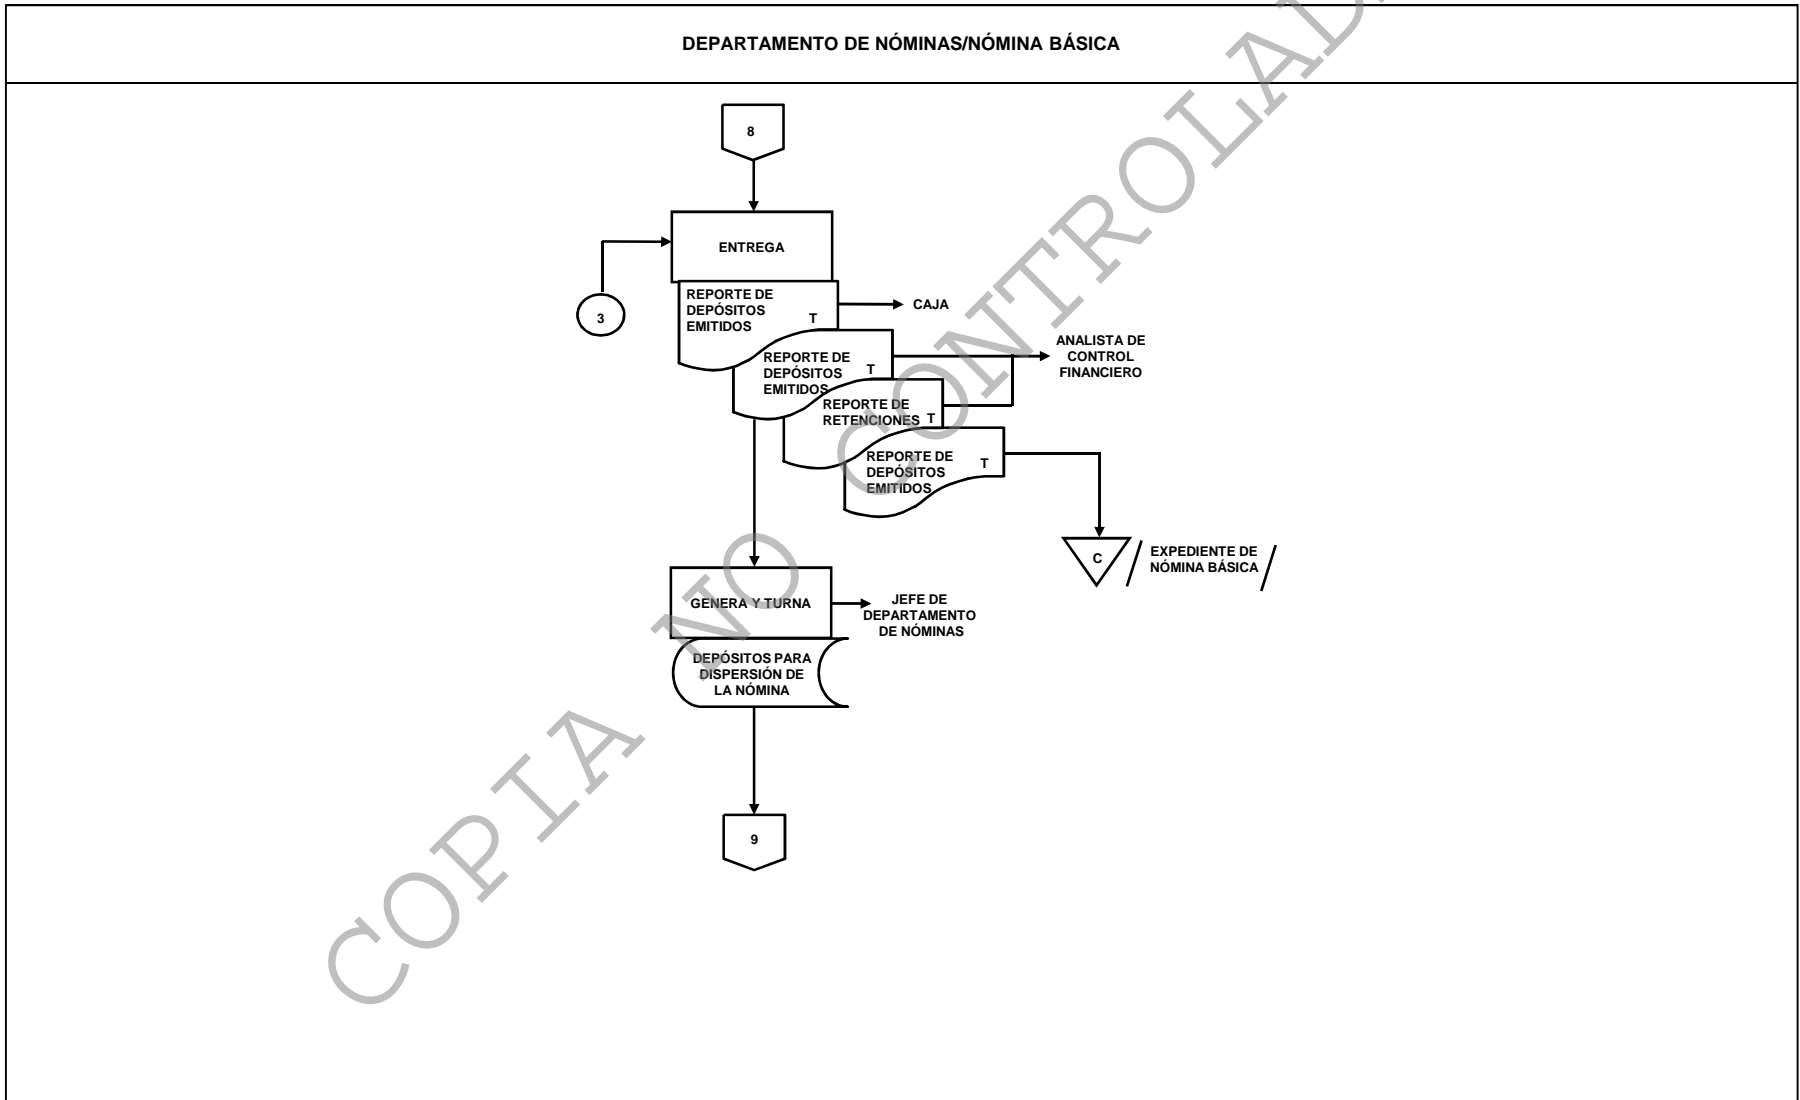 DEPARTAMENTO DE NÓMINAS/NÓMINA BÁSICA
8
ENTREGA
3
REPORTE DE
DEPÓSITOS
EMITIDOS
T
CAJA
REPORTE DE
DEPÓSITOS
EMITIDOS
T
ANALISTA DE
CONTROL
FINANCIERO
REPORTE DE
RETENCIONES
T
REPORTE DE
DEPÓSITOS
EMITIDOS
T
C
EXPEDIENTE DE
NÓMINA BÁSICA
GENERA Y TURNA
JEFE DE
DEPARTAMENTO
DE NÓMINAS
DEPÓSITOS PARA
DISPERSIÓN DE
LA NÓMINA
9
COPIA NO CONTROLAD